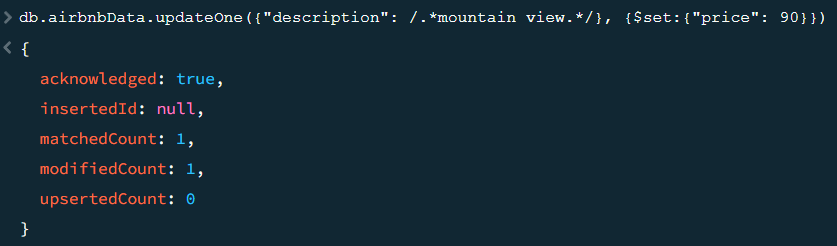 > db.airbnbData.updateOne({"description": /.*mountain view.*/}, {$set:{"price": 90}})
< {
acknowledged: true,
insertedId: null,
matchedCount: 1,
modifiedCount: 1,
upsertedCount: 0
}